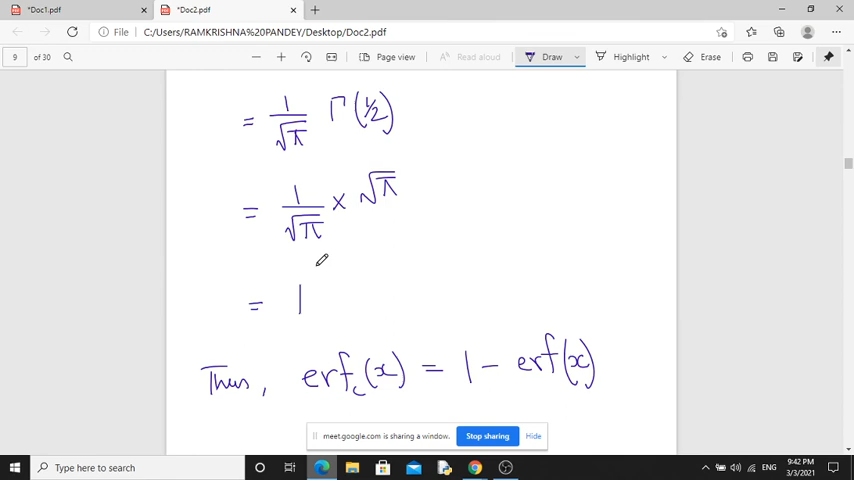 *Doc1.pdf
*Doc2.pdf
File C:/Users/RAMKRISHNA%20PANDEY/Desktop/Doc2.pdf
9 of 30 Page view Read aloud Draw Highlight Erase
= 1/√π Γ(1/2)
= 1/√π × √π
= 1
Thus, erfc(x) = 1 - erf(x)
meet.google.com is sharing a window. Stop sharing Hide
Type here to search
ENG
9:42 PM
3/3/2021